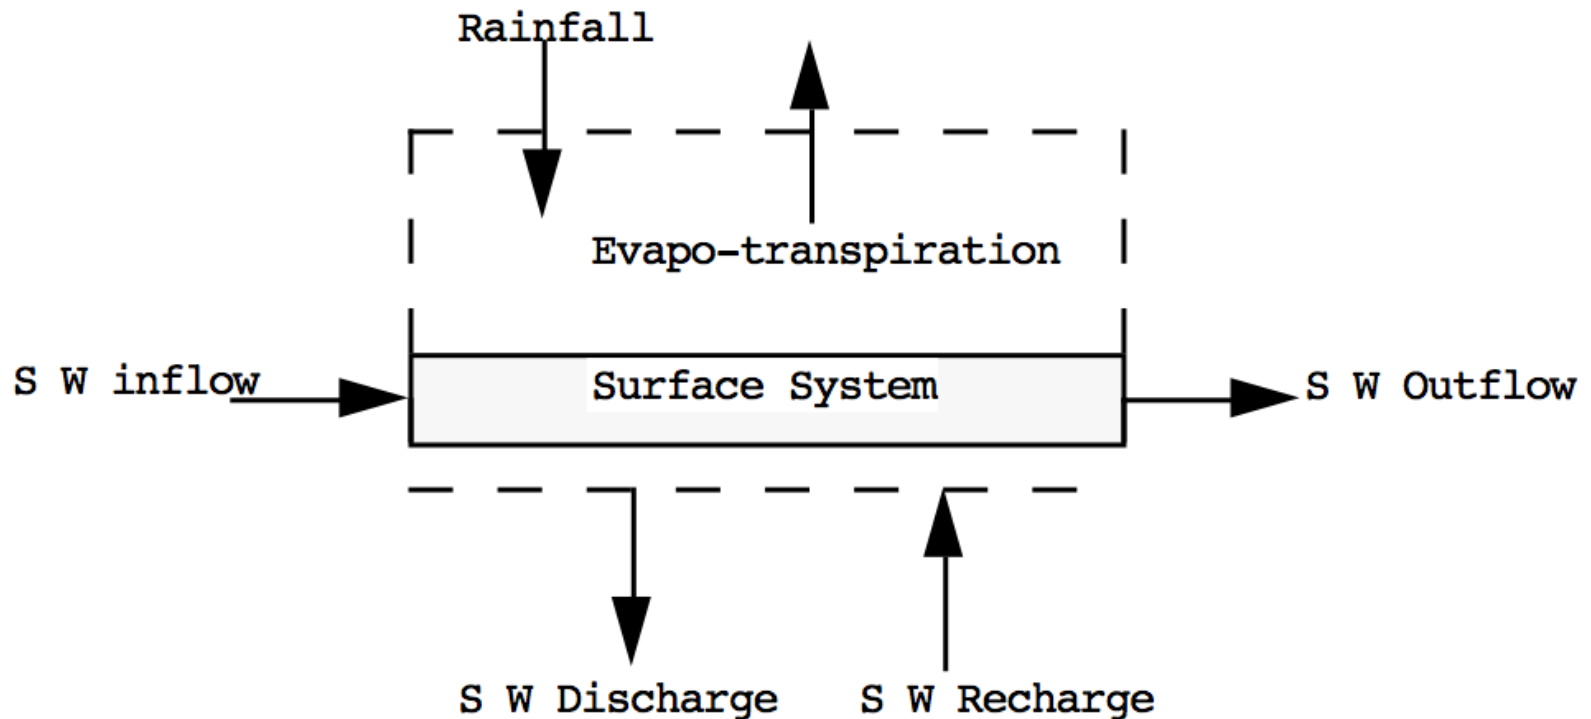 Rainfall
Evapo-transpiration
S W inflow
Surface System
S W Outflow
S W Discharge
S W Recharge